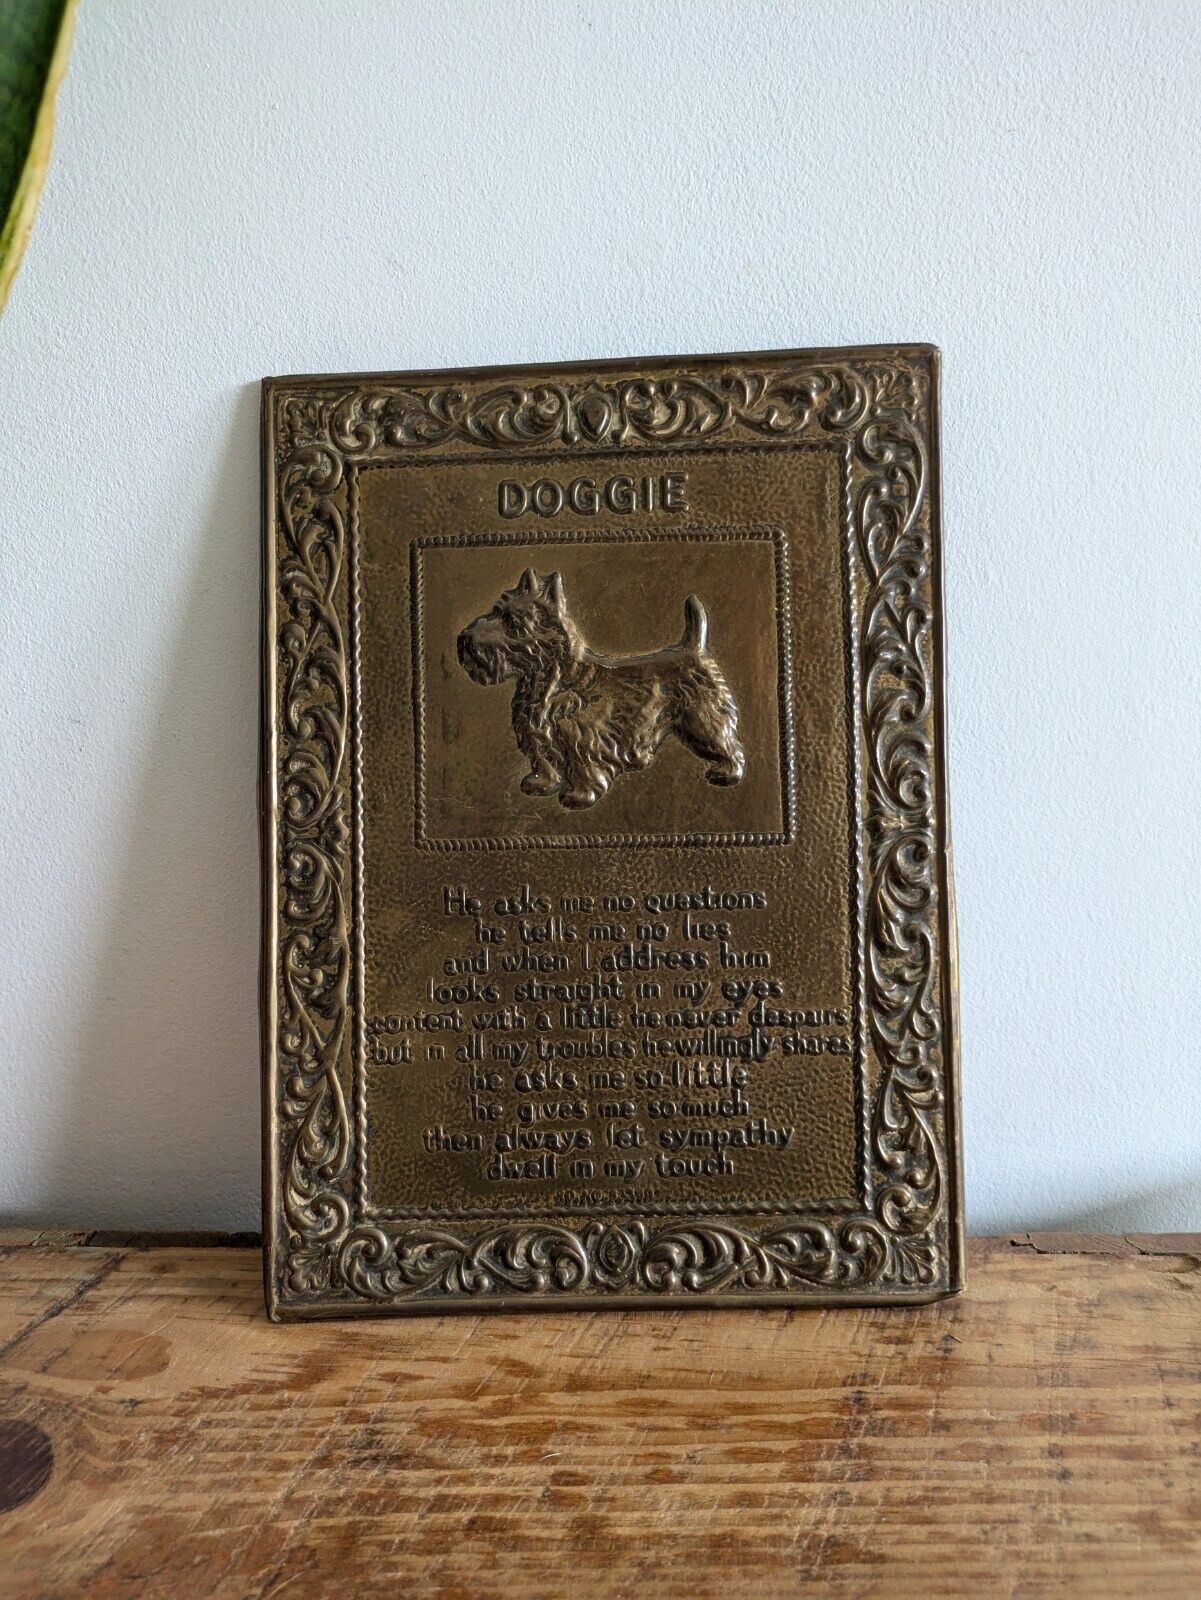 DOGGIE
He asks me no questions
he tells me no lies
and when I address him
looks straight in my eyes
content with a little he never despairs
but in all my troubles he willingly shares
he asks me so little
he gives me so much
then always let sympathy
dwell in my touch